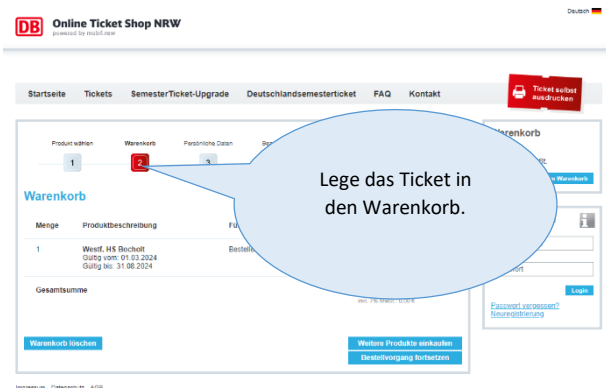 Deutsch
DB Online Ticket Shop NRW
powered by mobil.nrw
Startseite Tickets SemesterTicket-Upgrade Deutschlandsemesterticket FAQ Kontakt
Ticket selbst
ausdrucken
Produkt wählen Warenkorb Persönliche Daten
1 2 3
Lege das Ticket in
den Warenkorb.
Warenkorb
Warenkorb
Menge Produktbeschreibung
1 Westf. HS Bocholt
Gültig vom: 01.03.2024
Gültig bis: 31.08.2024
Gesamtsumme
Login
Passwort vergessen?
Neuregistrierung
Warenkorb löschen
Weitere Produkte einkaufen
Bestellvorgang fortsetzen
Impressum Datenschutz AGB